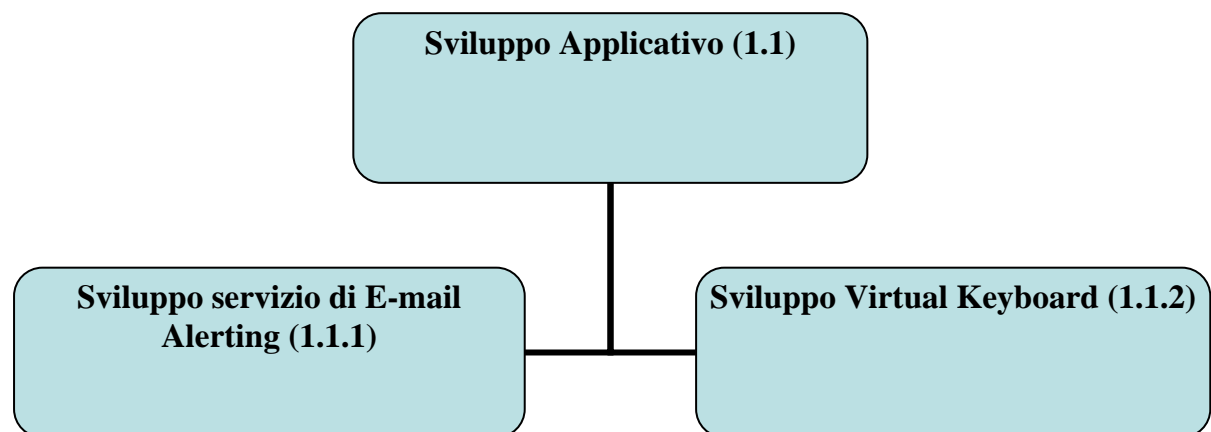 Sviluppo Applicativo (1.1)
Sviluppo servizio di E-mail
Alerting (1.1.1)
Sviluppo Virtual Keyboard (1.1.2)